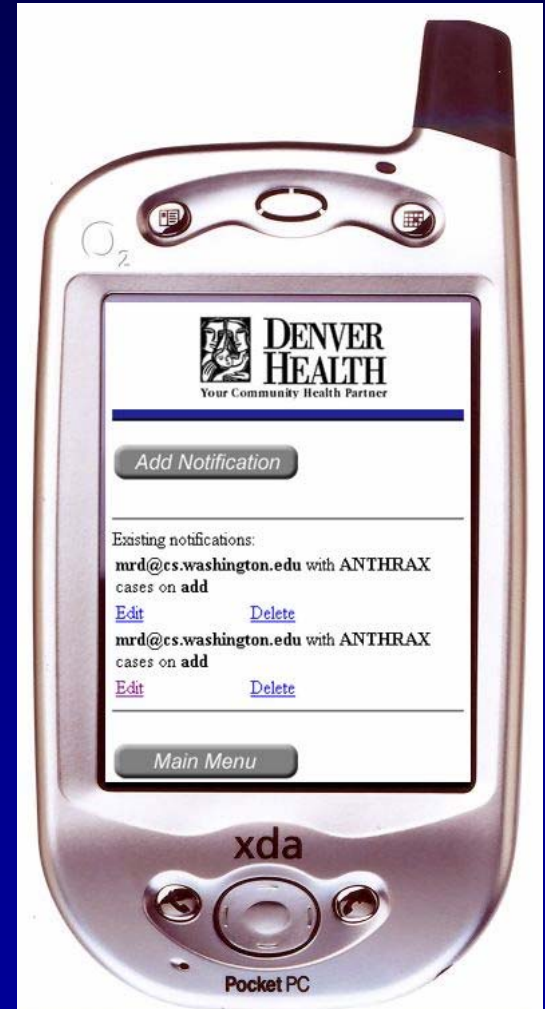 O2
DENVER
HEALTH
Your Community Health Partner
Add Notification
Existing notifications:
mrd@cs.washington.edu with ANTHRAX
cases on add
Edit Delete
mrd@cs.washington.edu with ANTHRAX
cases on add
Edit Delete
Main Menu
xda
Pocket PC